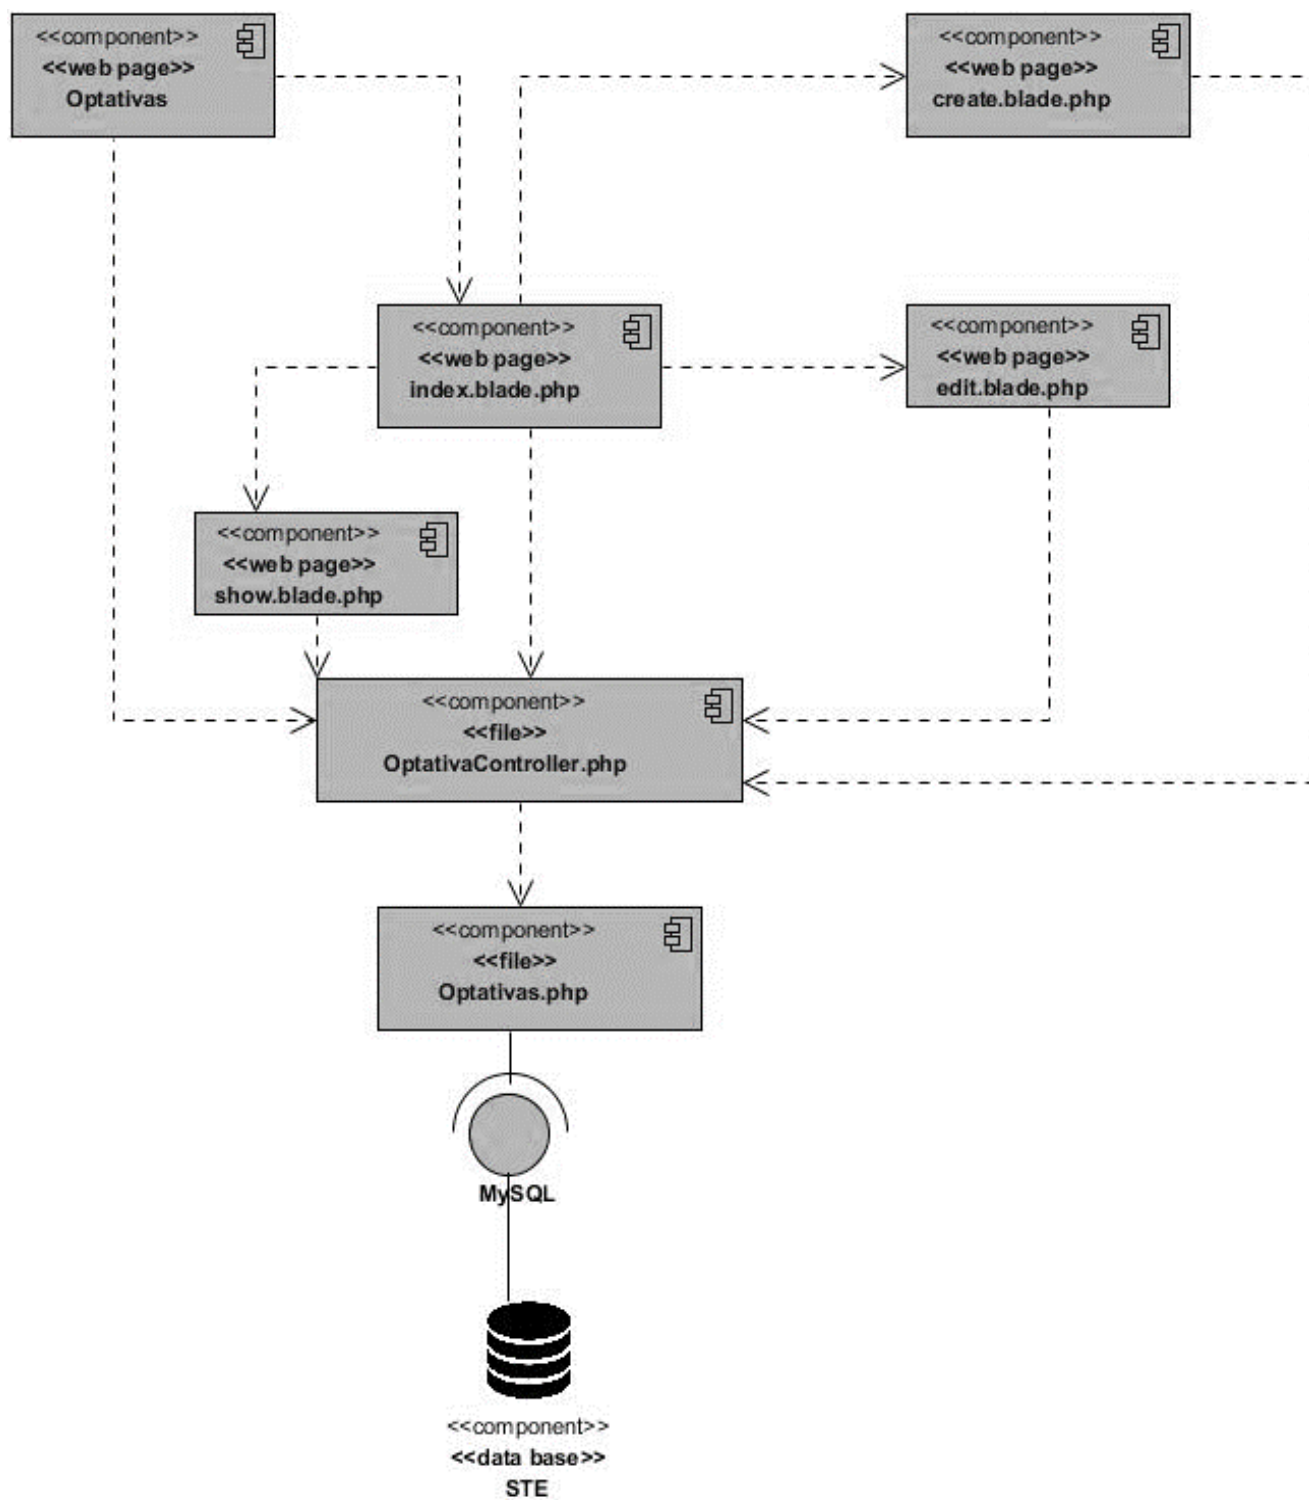 <<component>>
<<web page>>
Optativas
<<component>>
<<web page>>
create.blade.php
<<component>>
<<web page>>
index.blade.php
<<component>>
<<web page>>
edit.blade.php
<<component>>
<<web page>>
show.blade.php
<<component>>
<<file>>
OptativaController.php
<<component>>
<<file>>
Optativas.php
MySQL
<<component>>
<<data base>>
STE